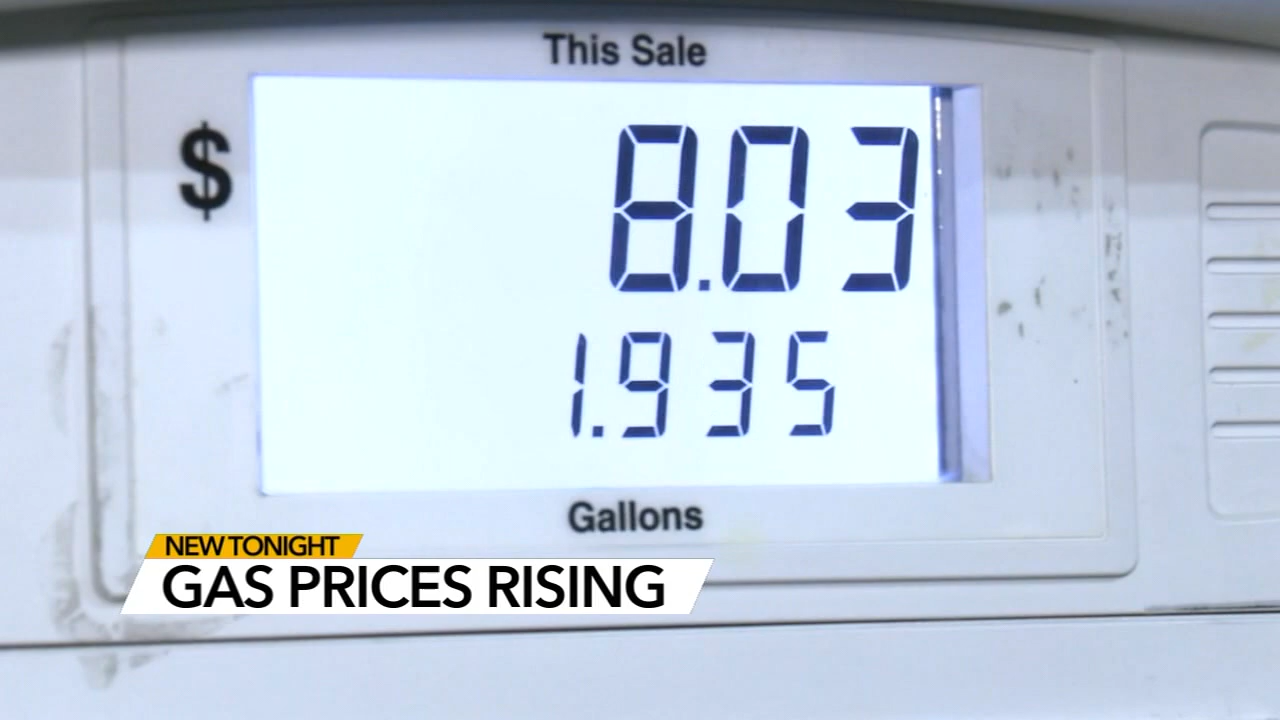 This Sale
$
8.03
1.935
Gallons
NEW TONIGHT
GAS PRICES RISING